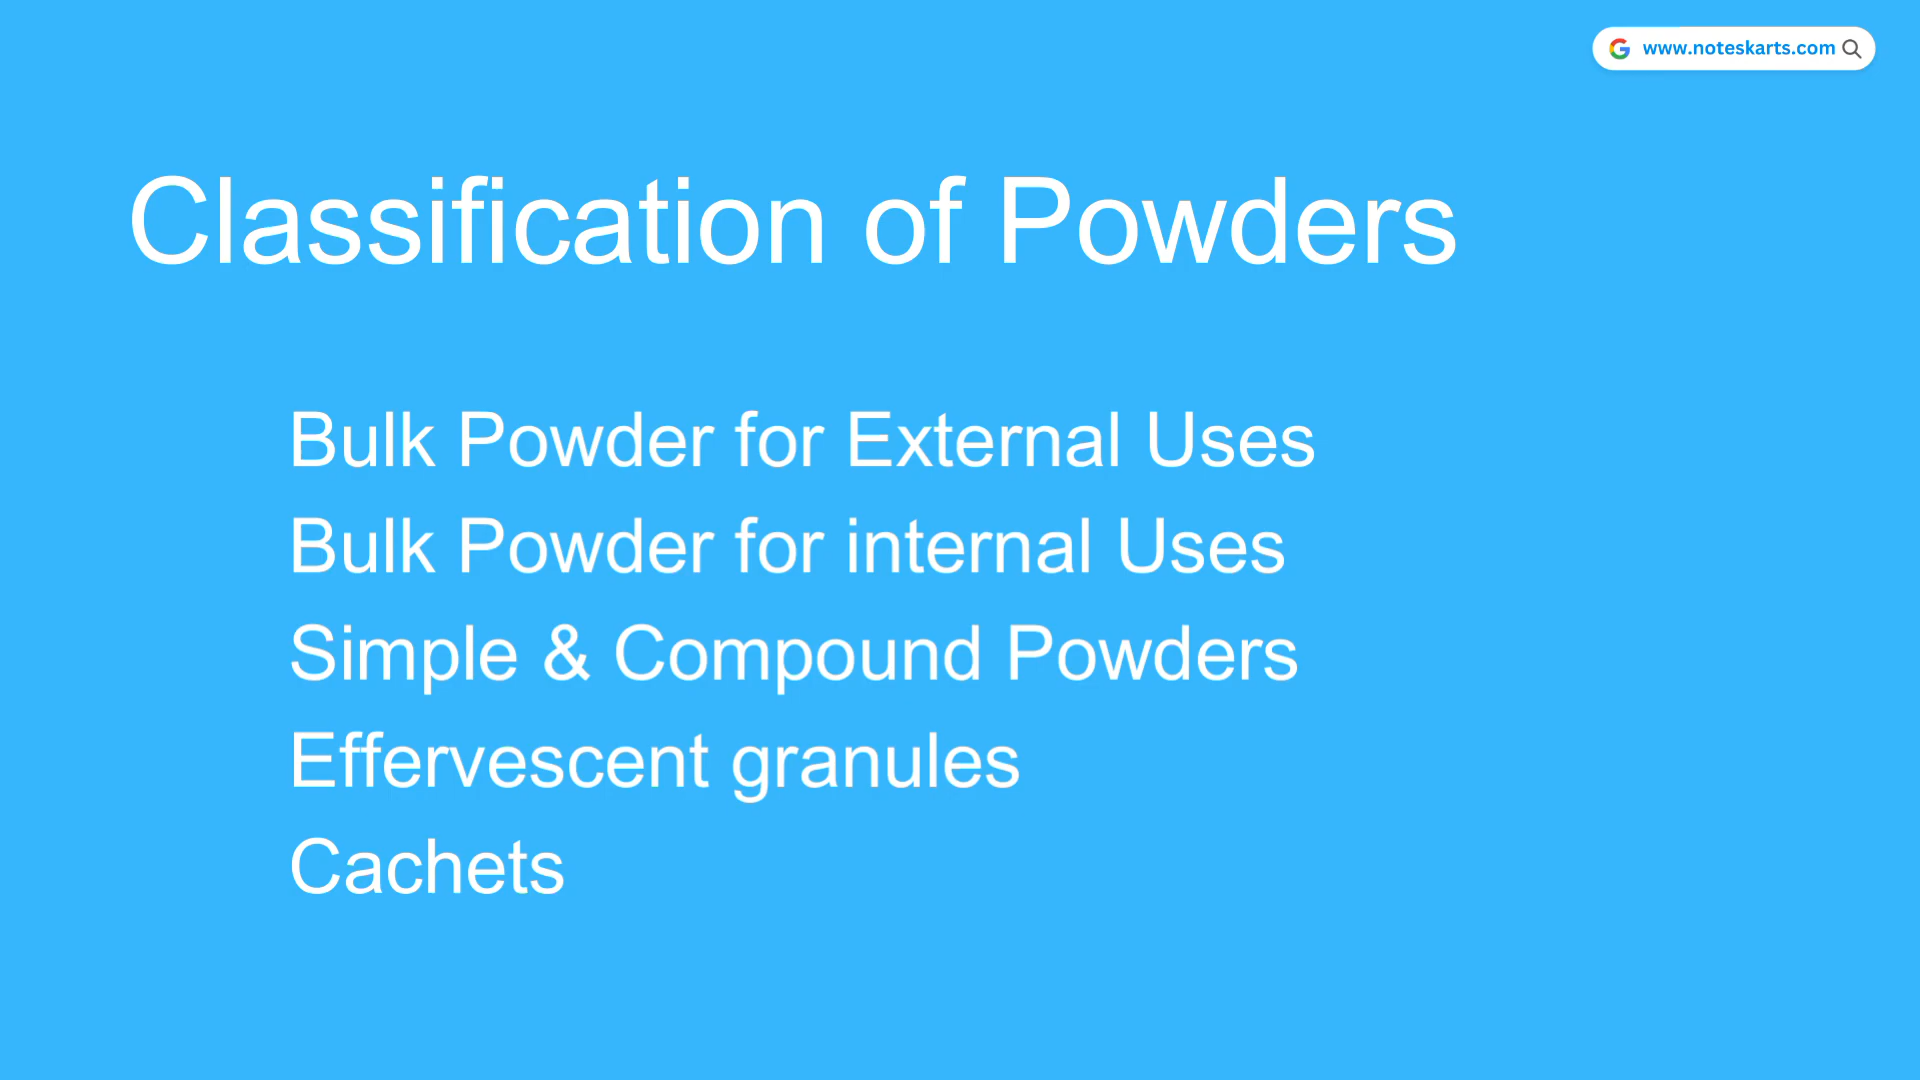 www.noteskarts.com
Classification of Powders
Bulk Powder for External Uses
Bulk Powder for internal Uses
Simple & Compound Powders
Effervescent granules
Cachets